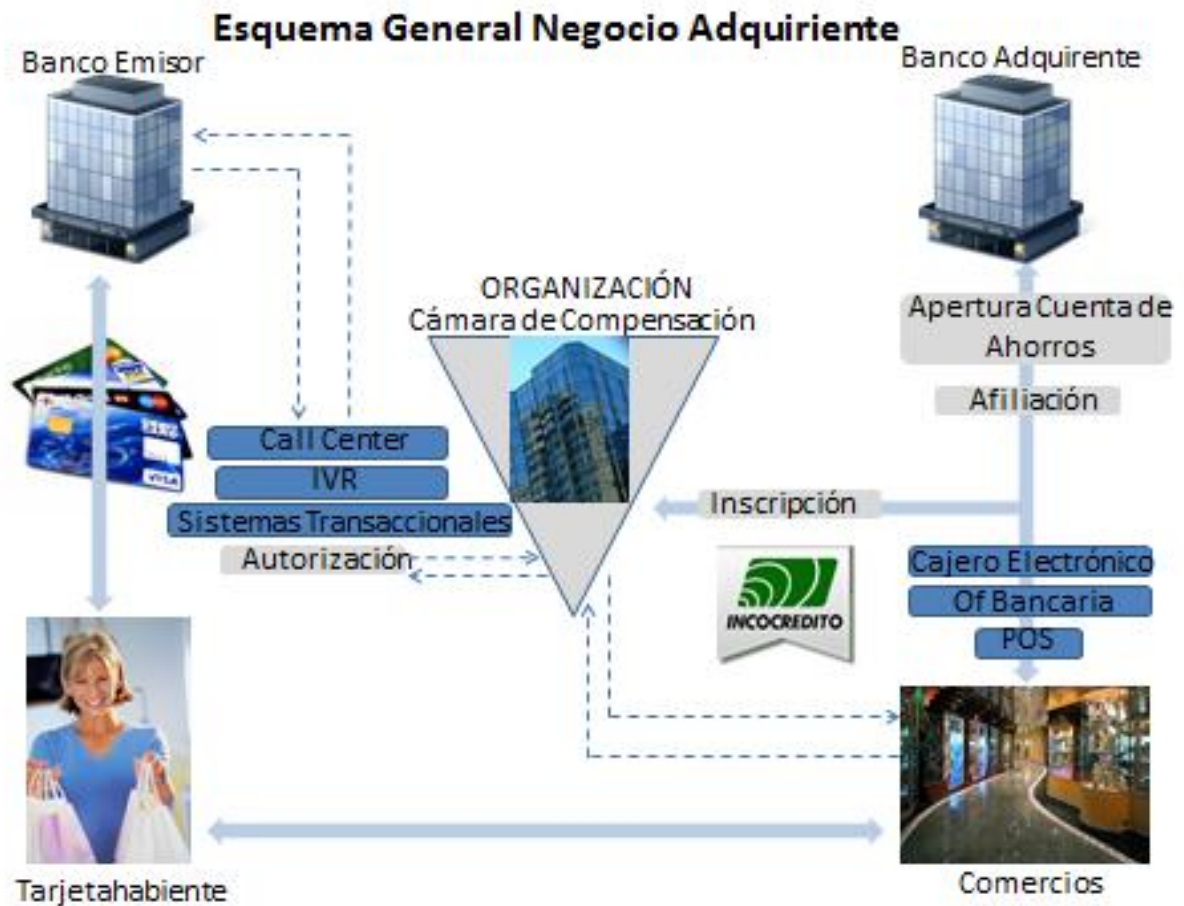 Esquema General Negocio Adquiriente
Banco Emisor
Banco Adquirente
ORGANIZACIÓN
Cámara de Compensación
Apertura Cuenta de
Ahorros
Afiliación
Call Center
IVR
Sistemas Transaccionales
Autorización
Inscripción
INCOCREDITO
Cajero Electrónico
Of Bancaria
POS
VISA
Tarjetahabiente
Comercios